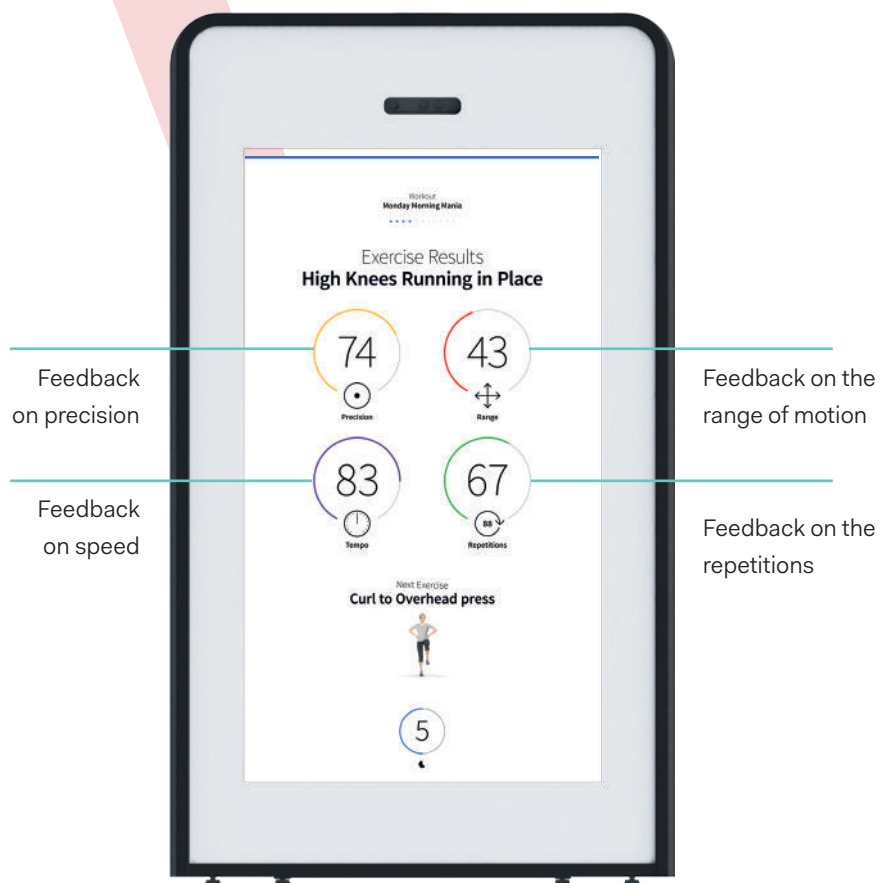 Workout
Monday Morning Mania
Exercise Results
High Knees Running in Place
74
Precision
43
Range
Feedback
on precision
Feedback on the
range of motion
83
Tempo
67
88
Repetitions
Feedback
on speed
Feedback on the
repetitions
Next Exercise
Curl to Overhead press
5